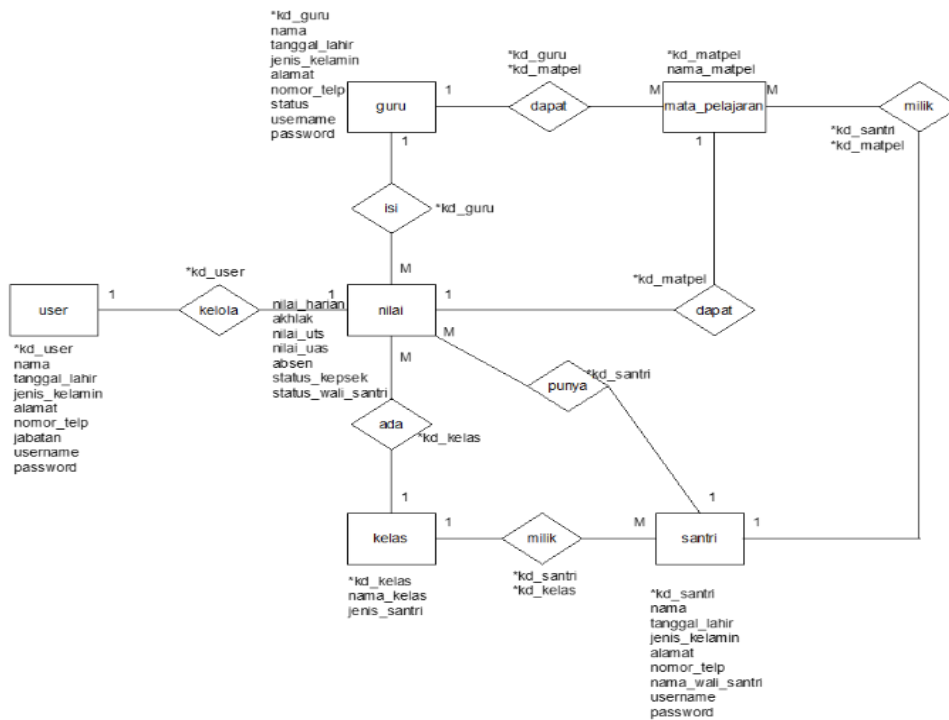 *kd_guru
nama
tanggal_lahir
jenis_kelamin
alamat
nomor_telp
status
username
password
guru
1
1
*kd_guru
*kd_matpel
dapat
M
*kd_matpel
nama_matpel
mata_pelajaran
M
1
milik
*kd_santri
*kd_matpel
isi
*kd_guru
M
user
1
*kd_user
nama
tanggal_lahir
jenis_kelamin
alamat
nomor_telp
jabatan
username
password
*kd_user
kelola
1
nilai
nilai_harian
akhlak
nilai_uts
nilai_uas
absen
status_kepsek
status_wali_santri
1
M
M
*kd_matpel
dapat
punya
*kd_santri
ada
*kd_kelas
1
kelas
1
*kd_kelas
nama_kelas
jenis_santri
milik
*kd_santri
*kd_kelas
M
1
santri
1
*kd_santri
nama
tanggal_lahir
jenis_kelamin
alamat
nomor_telp
nama_wali_santri
username
password